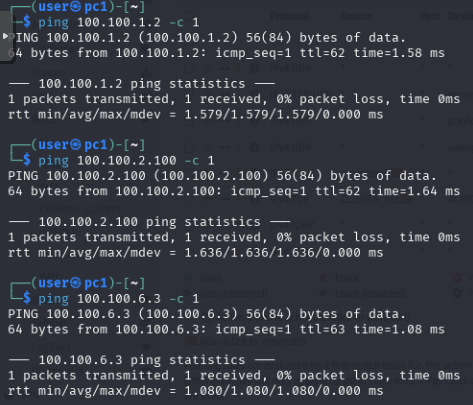 ┌──(user㉿pc1)-[~]
└─$ ping 100.100.1.2 -c 1
PING 100.100.1.2 (100.100.1.2) 56(84) bytes of data.
64 bytes from 100.100.1.2: icmp_seq=1 ttl=62 time=1.58 ms

— 100.100.1.2 ping statistics —
1 packets transmitted, 1 received, 0% packet loss, time 0ms
rtt min/avg/max/mdev = 1.579/1.579/1.579/0.000 ms

┌──(user㉿pc1)-[~]
└─$ ping 100.100.2.100 -c 1
PING 100.100.2.100 (100.100.2.100) 56(84) bytes of data.
64 bytes from 100.100.2.100: icmp_seq=1 ttl=62 time=1.64 ms

— 100.100.2.100 ping statistics —
1 packets transmitted, 1 received, 0% packet loss, time 0ms
rtt min/avg/max/mdev = 1.636/1.636/1.636/0.000 ms

┌──(user㉿pc1)-[~]
└─$ ping 100.100.6.3 -c 1
PING 100.100.6.3 (100.100.6.3) 56(84) bytes of data.
64 bytes from 100.100.6.3: icmp_seq=1 ttl=63 time=1.08 ms

— 100.100.6.3 ping statistics —
1 packets transmitted, 1 received, 0% packet loss, time 0ms
rtt min/avg/max/mdev = 1.080/1.080/1.080/0.000 ms